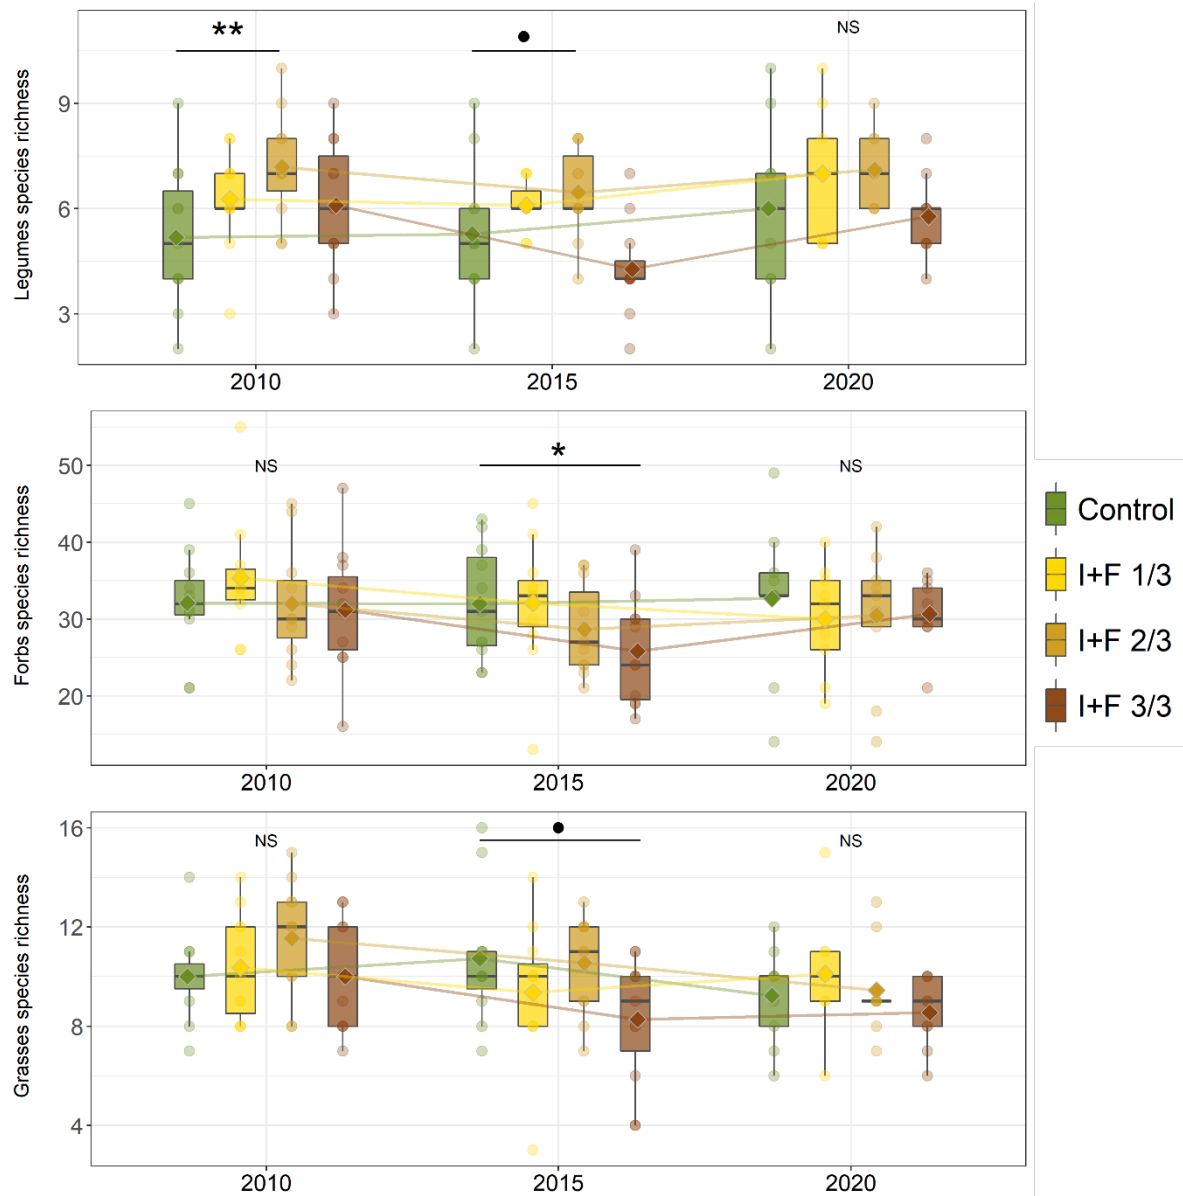 ** ● NS
Legumes species richness
9
6
3
2010 2015 2020
NS * NS
Forbs species richness
50
40
30
20
2010 2015 2020
Control
I+F 1/3
I+F 2/3
I+F 3/3
NS ● NS
Grasses species richness
16
12
8
4
2010 2015 2020